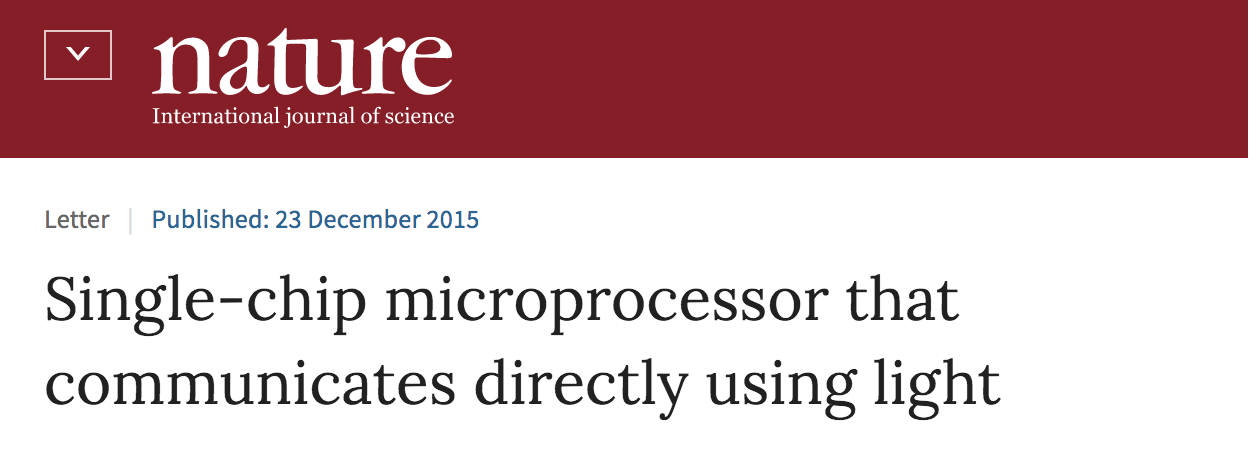 nature
International journal of science
Letter | Published: 23 December 2015
Single-chip microprocessor that
communicates directly using light